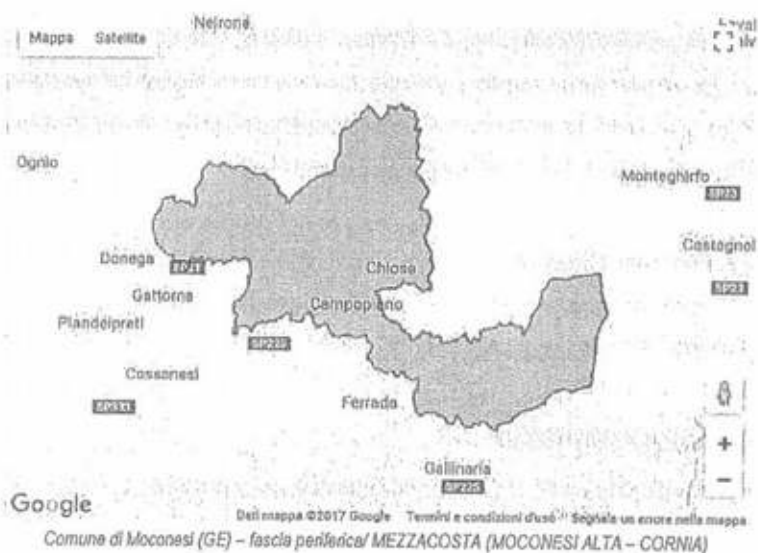 Neirone
Mappa Satellite
Ognio
Monteghirfo
SP23
Donega
Chiosa
Castagnel
Gattorna
SP23
Campopiano
Piandeipreti
SP225
Cassanesi
Ferrada
Gallinaria
SP225
Google
Dati mappa ©2017 Google Termini e condizioni d'uso Segnala un errore nella mappa
Comune di Moconesi (GE) – fascia periferica/ MEZZACOSTA (MOCONESI ALTA – CORNIA)